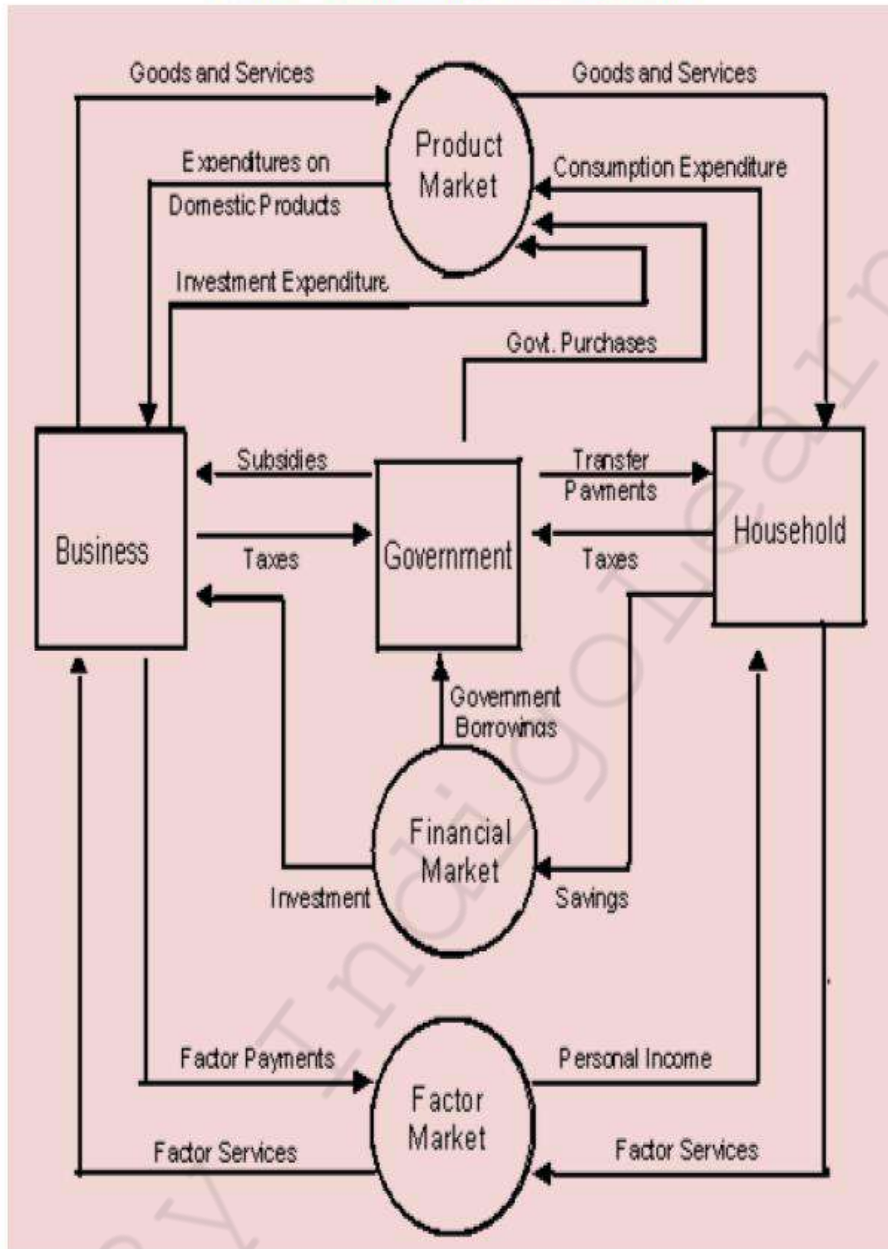 Goods and Services
Goods and Services
Product
Market
Expenditures on
Domestic Products
Consumption Expenditure
Investment Expenditure
Govt. Purchases
Subsidies
Transfer
Payments
Business
Government
Household
Taxes
Taxes
Government
Borrowings
Financial
Market
Investment
Savings
Factor Payments
Personal Income
Factor
Market
Factor Services
Factor Services
By IndigoLearn